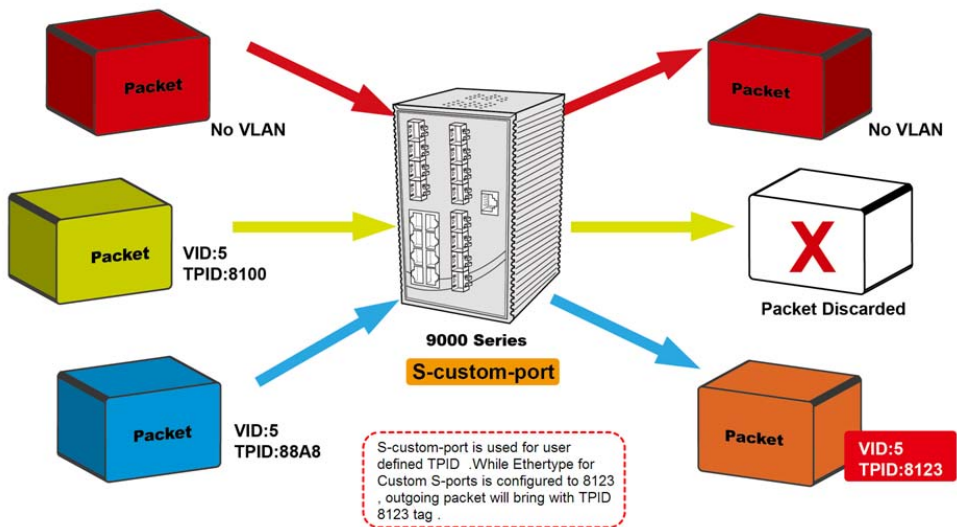 Packet
No VLAN
Packet
No VLAN
Packet
VID:5
TPID:8100
X
Packet Discarded
9000 Series
S-custom-port
Packet
VID:5
TPID:88A8
S-custom-port is used for user
defined TPID .While Ethertype for
Custom S-ports is configured to 8123
, outgoing packet will bring with TPID
8123 tag .
Packet
VID:5
TPID:8123